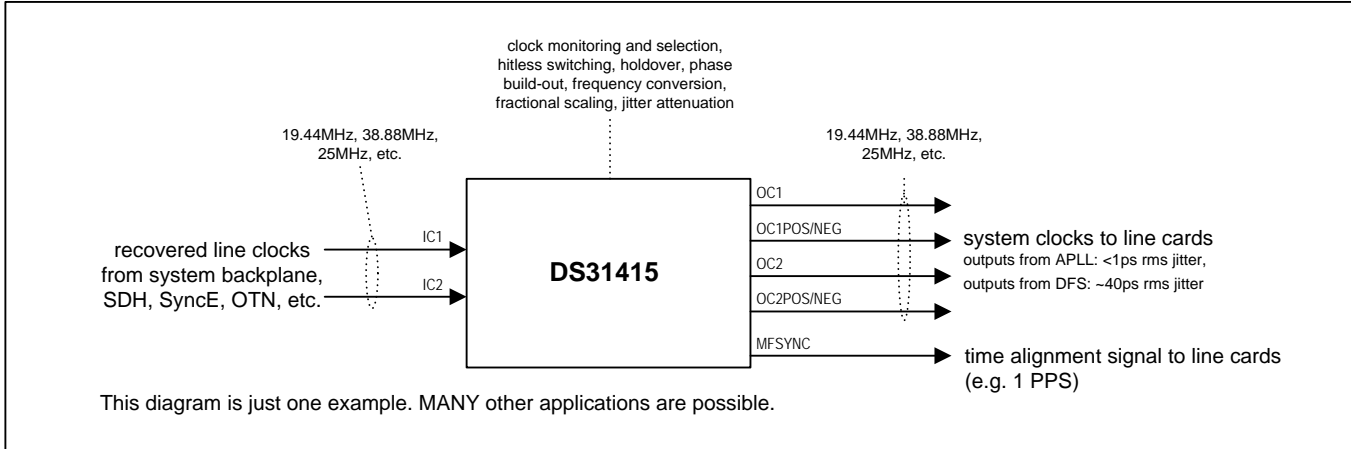 clock monitoring and selection,
hitless switching, holdover, phase
build-out, frequency conversion,
fractional scaling, jitter attenuation
19.44MHz, 38.88MHz,
25MHz, etc.
19.44MHz, 38.88MHz,
25MHz, etc.
recovered line clocks
from system backplane,
SDH, SyncE, OTN, etc.
IC1
IC2
DS31415
OC1
OC1POS/NEG
OC2
OC2POS/NEG
MFSYNC
system clocks to line cards
outputs from APLL: <1ps rms jitter,
outputs from DFS: ~40ps rms jitter
time alignment signal to line cards
(e.g. 1 PPS)
This diagram is just one example. MANY other applications are possible.